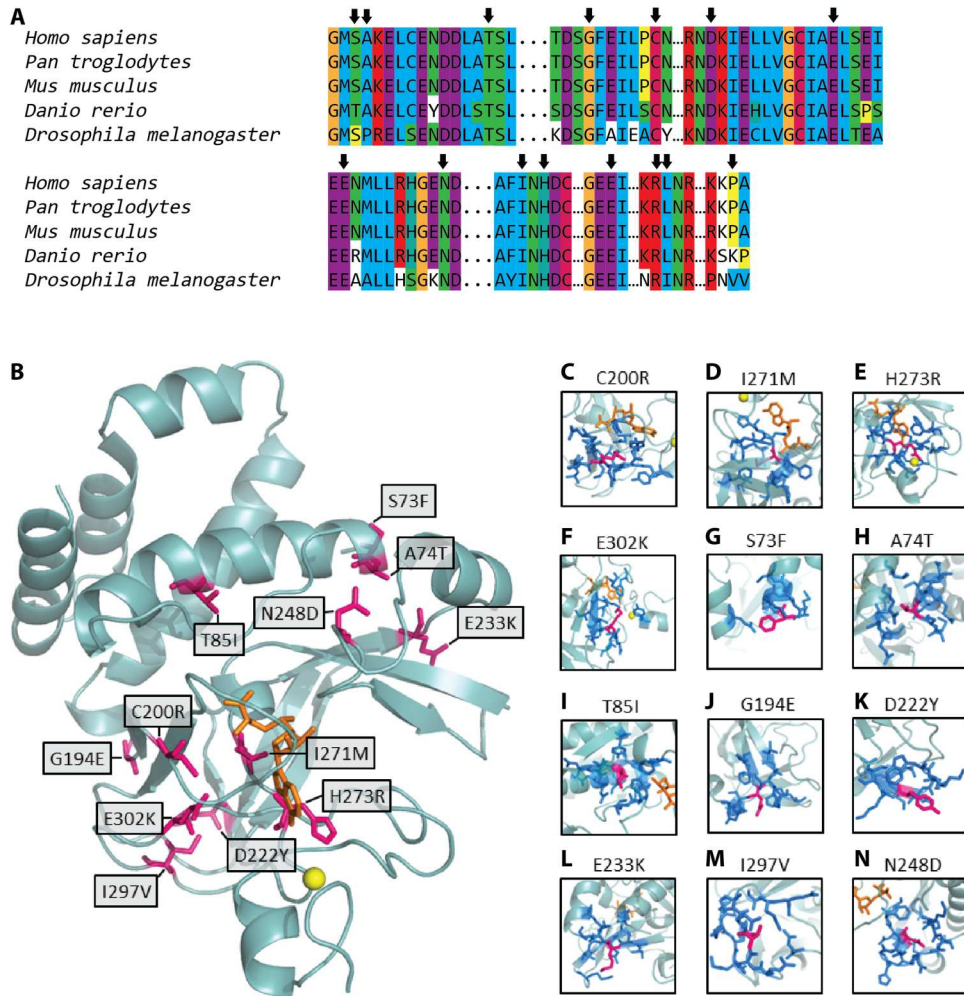 A
Homo sapiens GMSAKELCENDDLATSL...TDSGFEILPCN…RNDKIELLVGCIAELSEI
Pan troglodytes GMSAKELCENDDLATSL...TDSGFEILPCN…RNDKIELLVGCIAELSEI
Mus musculus GMSAKELCENDDLATSL...TDSGFEILPCN…RNDKIELLVGCIAELSEI
Danio rerio GMTAKELCEYDDLSTSL...SDSGFEILSCN…RNDKIEHLVGCIAELSPS
Drosophila melanogaster GMSPRELSENDDLATSL...KDSGFAIEACY…KNDKIECLVGCIAELTEA
Homo sapiens EENMLLRHGEND...AFINHDC…GEEI…KRLNR…KKPA
Pan troglodytes EENMLLRHGEND...AFINHDC…GEEI…KRLNR…KKPA
Mus musculus EENMLLRHGEND...AFINHDC…GEEI…KRLNR…RKPA
Danio rerio EERMLLRHGEND...AFINHDC…GEEI…KRLNR…KSKP
Drosophila melanogaster EEAALLHSGKND...AYINHDC…GEEI…NRINR…PNVV
B
S73F
A74T
N248D
E233K
T85I
C200R
G194E
I271M
H273R
E302K
D222Y
I297V
C C200R
D I271M
E H273R
F E302K
G S73F
H A74T
I T85I
J G194E
K D222Y
L E233K
M I297V
N N248D